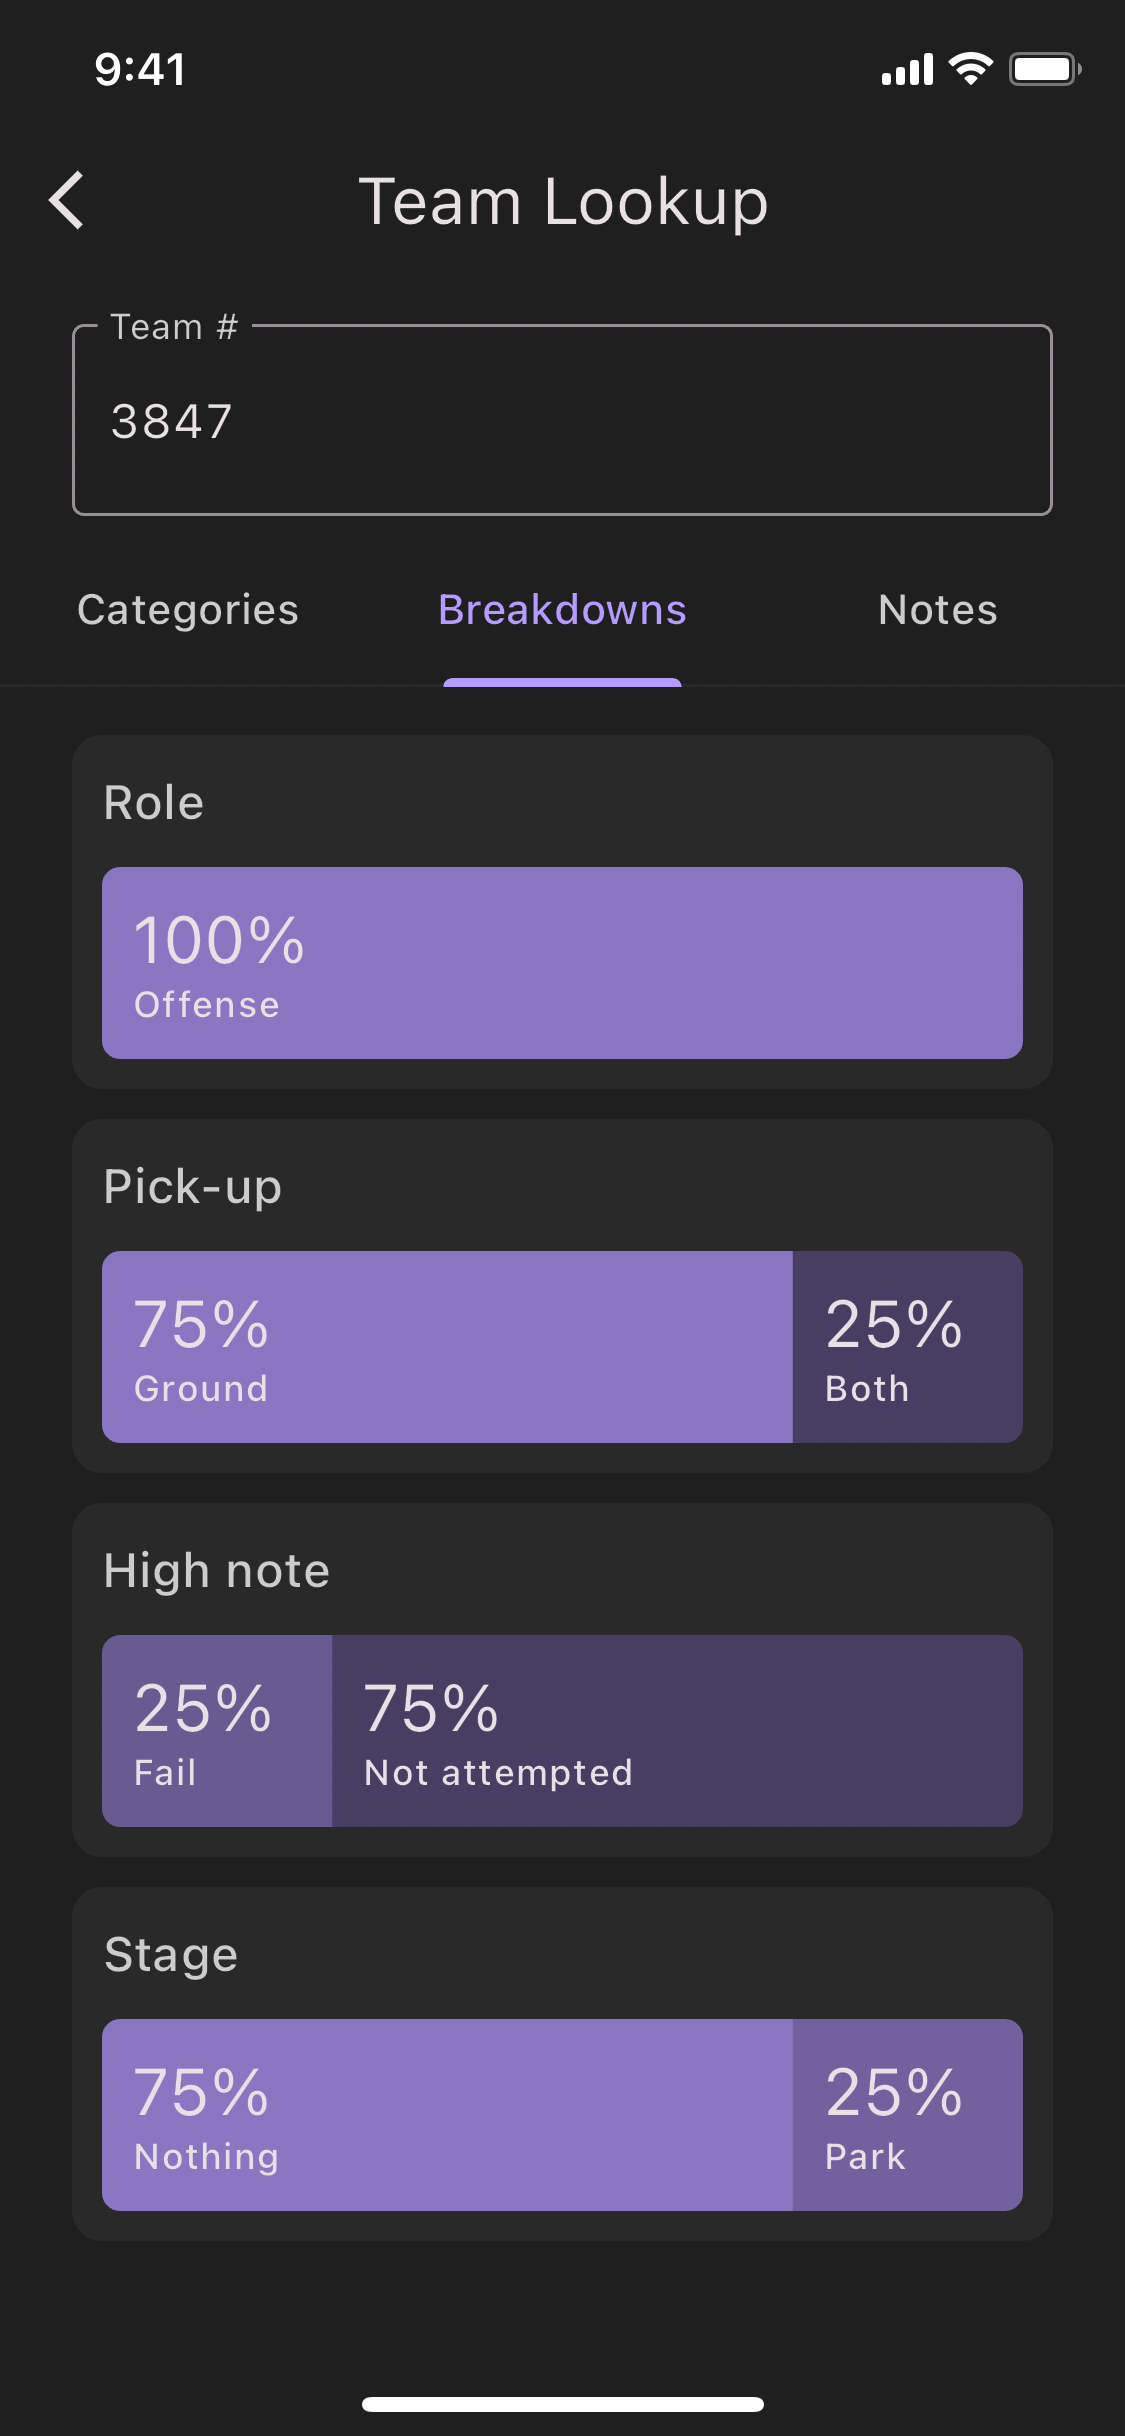 9:41
Team Lookup
Team #
3847
Categories Breakdowns Notes
Role
100%
Offense
Pick-up
75% 25%
Ground Both
High note
25% 75%
Fail Not attempted
Stage
75% 25%
Nothing Park